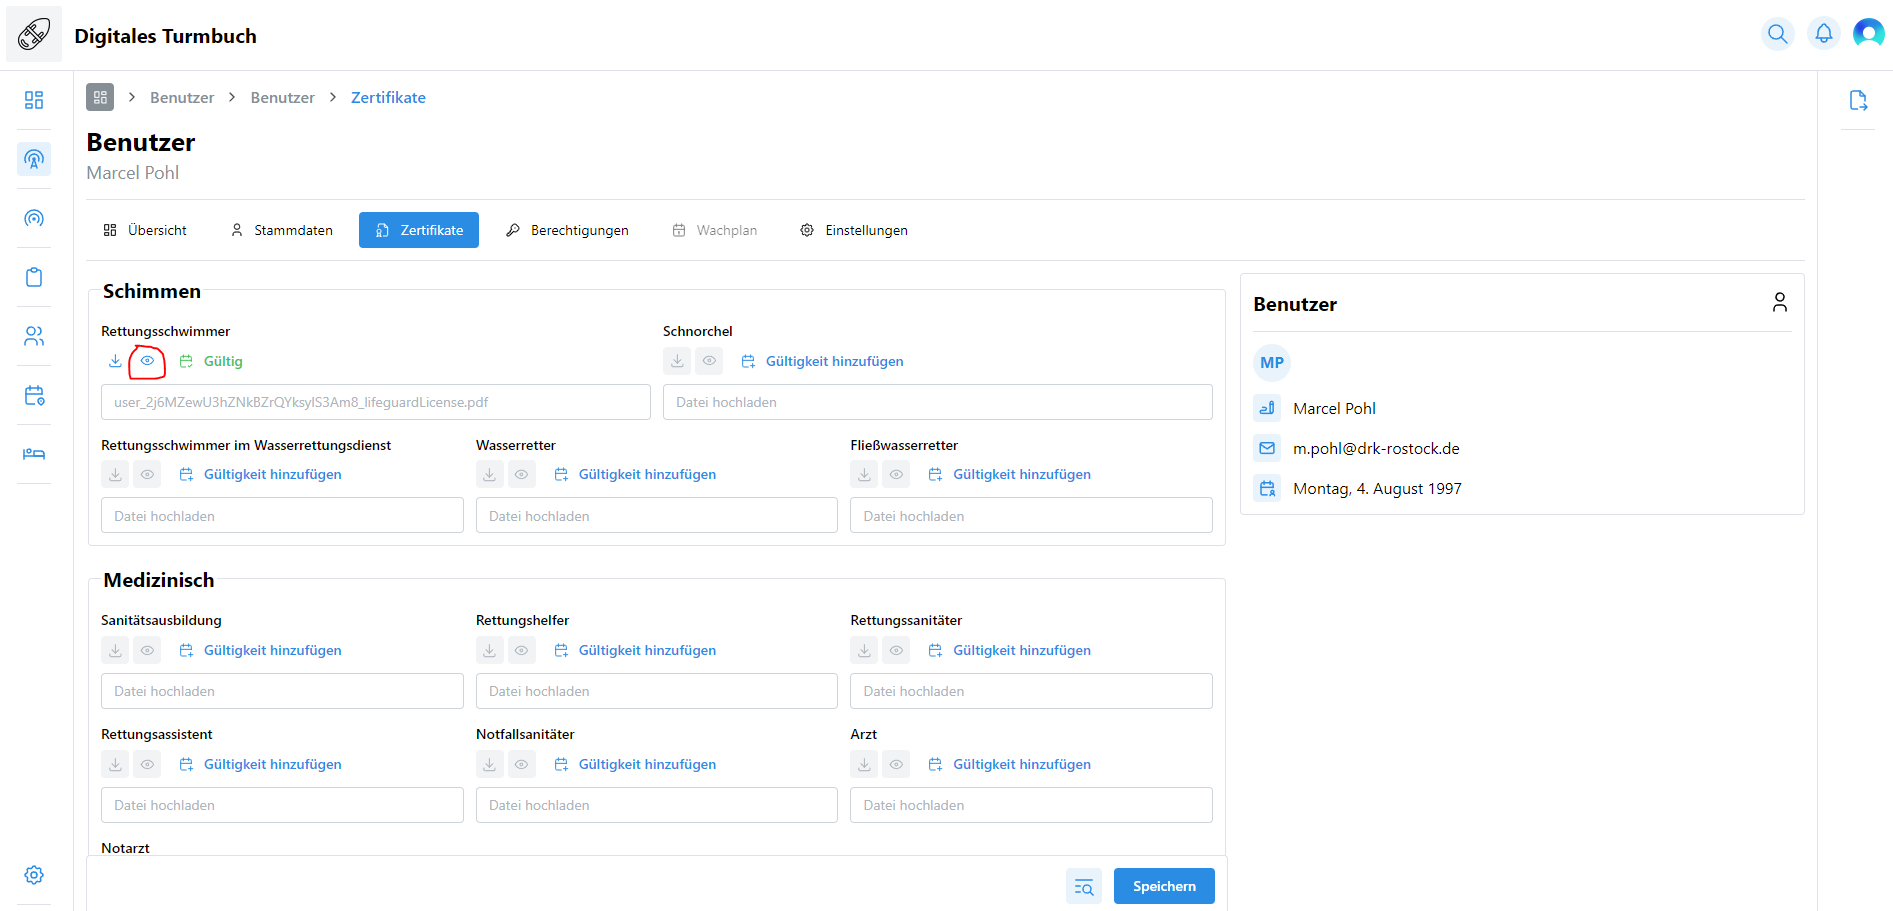 Digitales Turmbuch
Benutzer > Benutzer > Zertifikate
Benutzer
Marcel Pohl
Übersicht Stammdaten Zertifikate Berechtigungen Wachplan Einstellungen
Schimmen
Rettungsschwimmer Schnorchel
Gültig Gültigkeit hinzufügen
user_2j6MZewU3hZNkBZrQYksylS3Am8_lifeguardLicense.pdf Datei hochladen
Rettungsschwimmer im Wasserrettungsdienst Wasserretter Fließwasserretter
Gültigkeit hinzufügen Gültigkeit hinzufügen Gültigkeit hinzufügen
Datei hochladen Datei hochladen Datei hochladen
Medizinisch
Sanitätsausbildung Rettungshelfer Rettungssanitäter
Gültigkeit hinzufügen Gültigkeit hinzufügen Gültigkeit hinzufügen
Datei hochladen Datei hochladen Datei hochladen
Rettungsassistent Notfallsanitäter Arzt
Gültigkeit hinzufügen Gültigkeit hinzufügen Gültigkeit hinzufügen
Datei hochladen Datei hochladen Datei hochladen
Notarzt
Speichern
Benutzer
MP
Marcel Pohl
m.pohl@drk-rostock.de
Montag, 4. August 1997